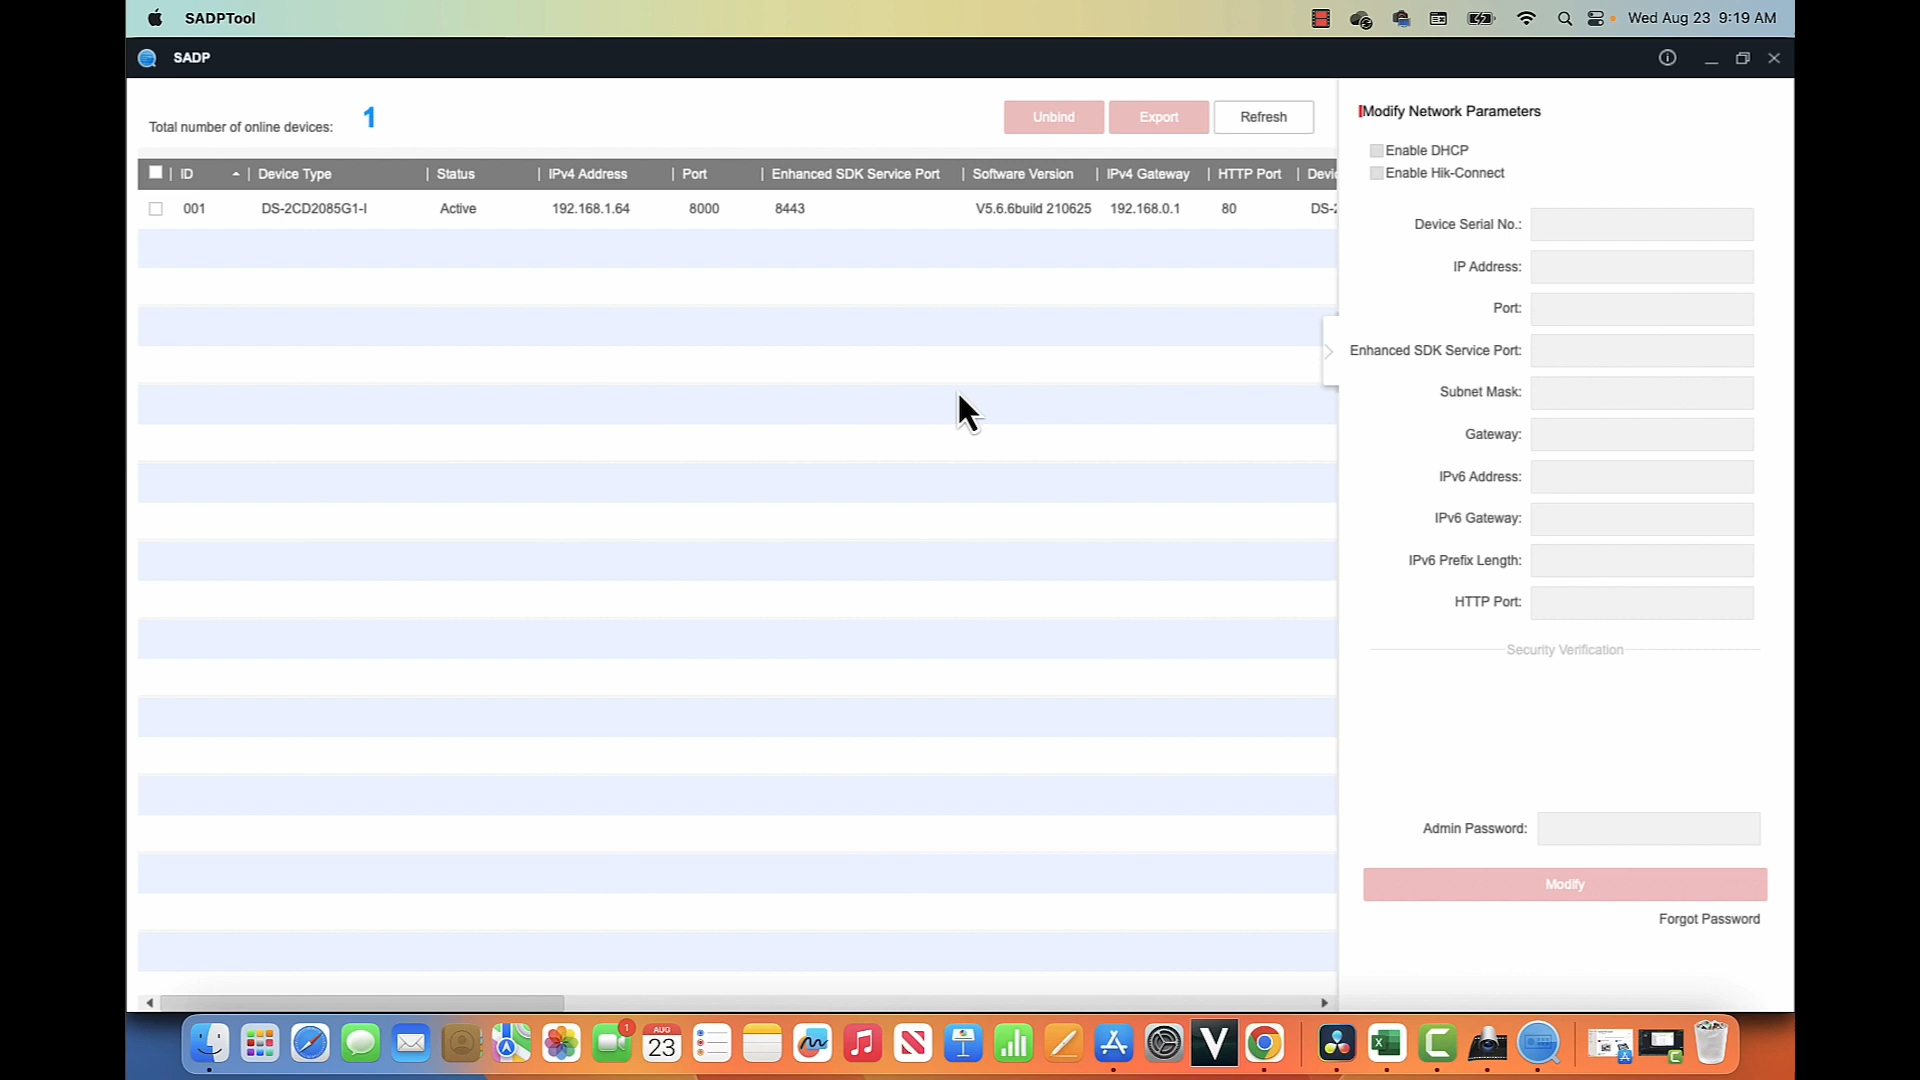 SADPTool
Wed Aug 23 9:19 AM
SADP
Total number of online devices: 1
Unbind
Export
Refresh
ID | Device Type | Status | IPv4 Address | Port | Enhanced SDK Service Port | Software Version | IPv4 Gateway | HTTP Port | Devic
001 DS-2CD2085G1-I Active 192.168.1.64 8000 8443 V5.6.6build 210625 192.168.0.1 80 DS-2
Modify Network Parameters
Enable DHCP
Enable Hik-Connect
Device Serial No.:
IP Address:
Port:
Enhanced SDK Service Port:
Subnet Mask:
Gateway:
IPv6 Address:
IPv6 Gateway:
IPv6 Prefix Length:
HTTP Port:
Security Verification
Admin Password:
Modify
Forgot Password
1
AUG
23